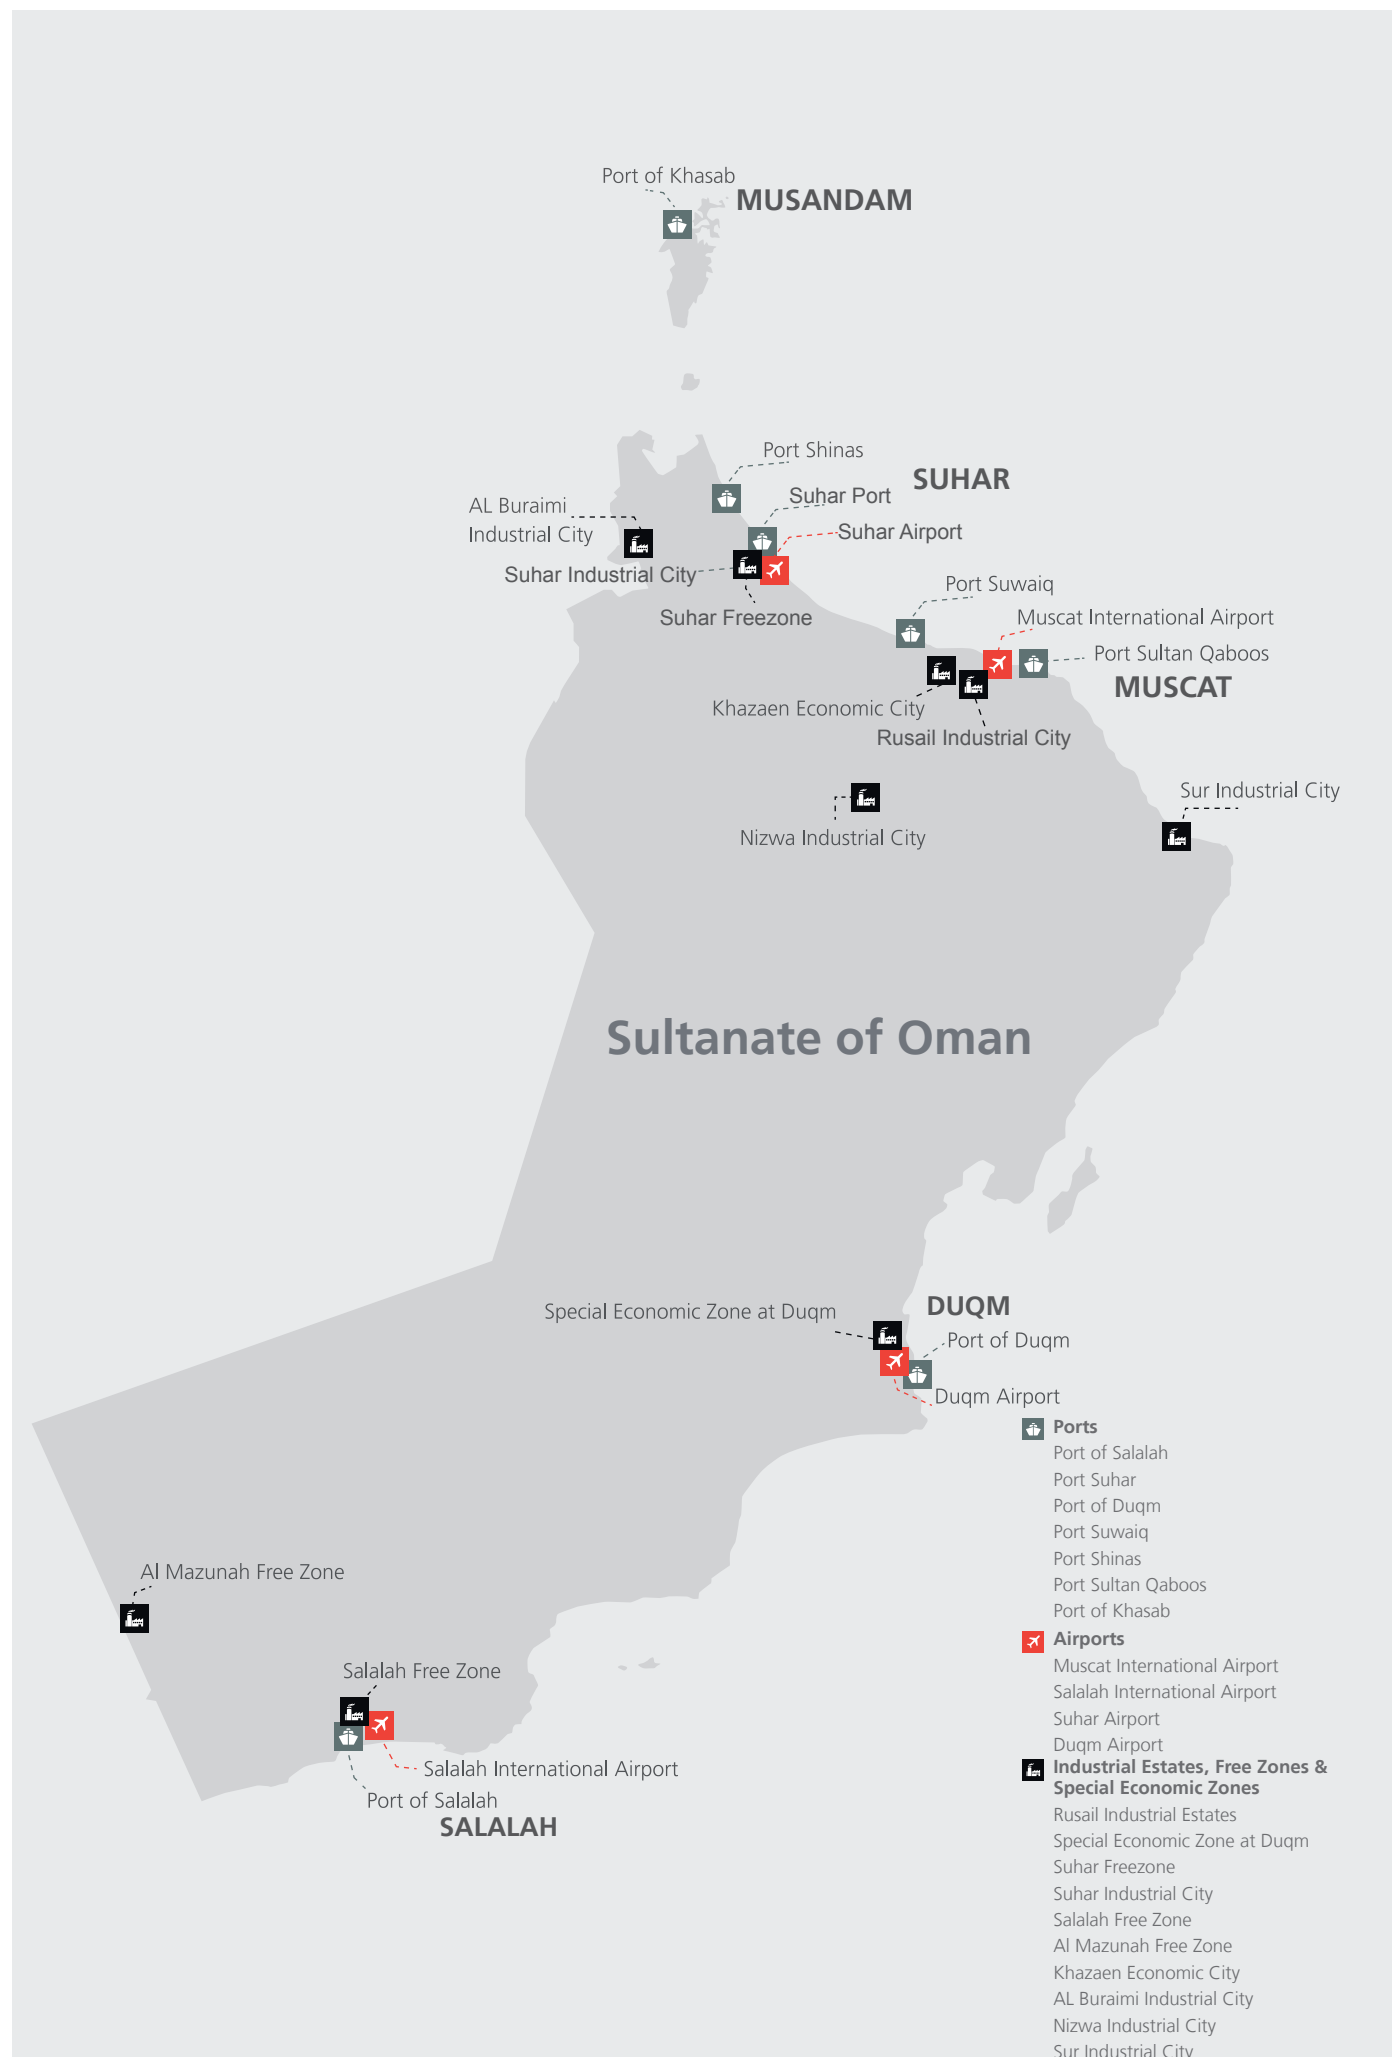 Port of Khasab
MUSANDAM
Port Shinas
SUHAR
Suhar Port
AL Buraimi
Industrial City
Suhar Airport
Suhar Industrial City
Port Suwaiq
Suhar Freezone
Muscat International Airport
Port Sultan Qaboos
MUSCAT
Khazaen Economic City
Rusail Industrial City
Sur Industrial City
Nizwa Industrial City
Sultanate of Oman
DUQM
Special Economic Zone at Duqm
Port of Duqm
Duqm Airport
Al Mazunah Free Zone
Salalah Free Zone
Salalah International Airport
Port of Salalah
SALALAH
Ports
Port of Salalah
Port Suhar
Port of Duqm
Port Suwaiq
Port Shinas
Port Sultan Qaboos
Port of Khasab
Airports
Muscat International Airport
Salalah International Airport
Suhar Airport
Duqm Airport
Industrial Estates, Free Zones &
Special Economic Zones
Rusail Industrial Estates
Special Economic Zone at Duqm
Suhar Freezone
Suhar Industrial City
Salalah Free Zone
Al Mazunah Free Zone
Khazaen Economic City
AL Buraimi Industrial City
Nizwa Industrial City
Sur Industrial City